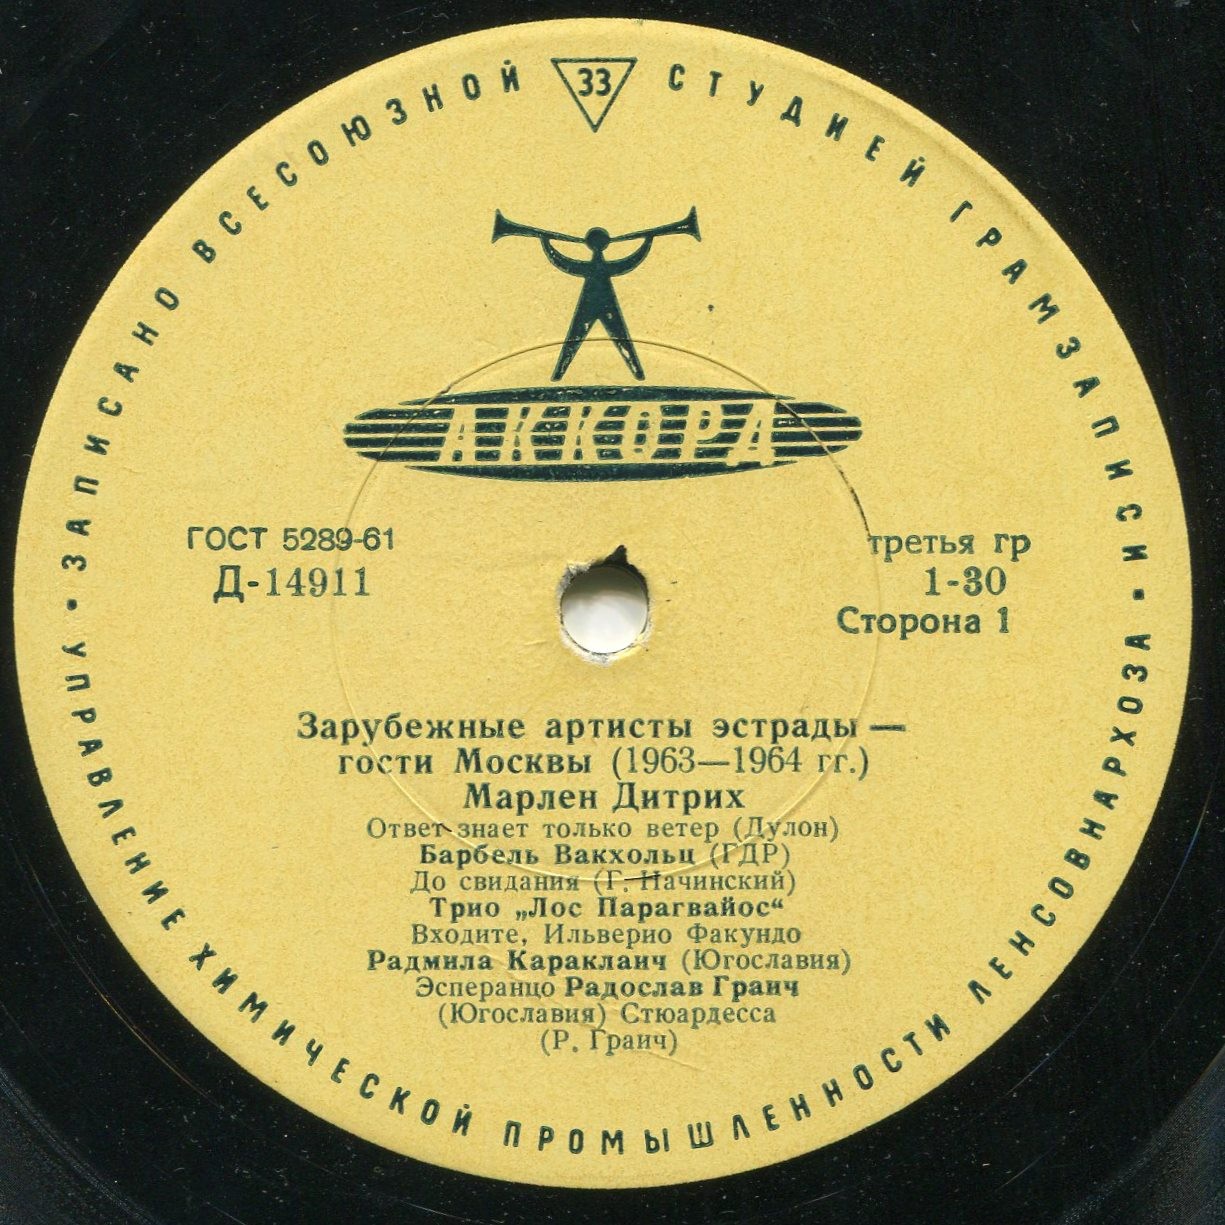 ЗАПИСАНО ВСЕСОЮЗНОЙ СТУДИЕЙ ГРАМЗАПИСИ
33
АККОРД
ГОСТ 5289-61
Д-14911
третья гр
1-30
Сторона 1
Зарубежные артисты эстрады —
гости Москвы (1963—1964 гг.)
Марлен Дитрих
Ответ знает только ветер (Дулон)
Барбель Вакхольц (ГДР)
До свидания (Г. Начинский)
Трио „Лос Парагвайос“
Входите, Ильверио Факундо
Радмила Караклаич (Югославия)
Эсперанцо Радослав Граич
(Югославия) Стюардесса
(Р. Граич)
УПРАВЛЕНИЕ ХИМИЧЕСКОЙ ПРОМЫШЛЕННОСТИ ЛЕНСОВНАРХОЗА